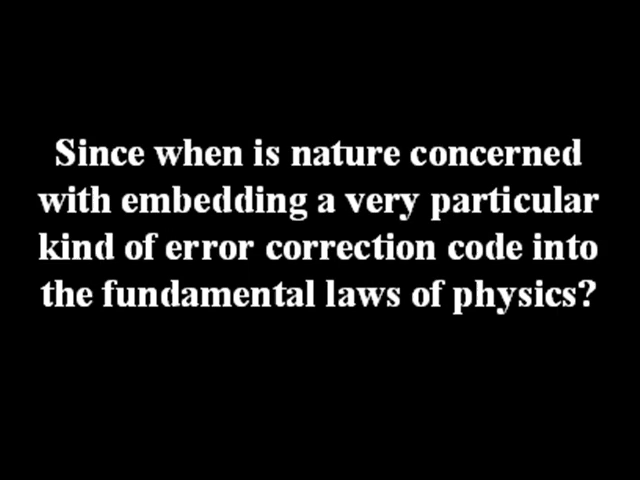 Since when is nature concerned
with embedding a very particular
kind of error correction code into
the fundamental laws of physics?